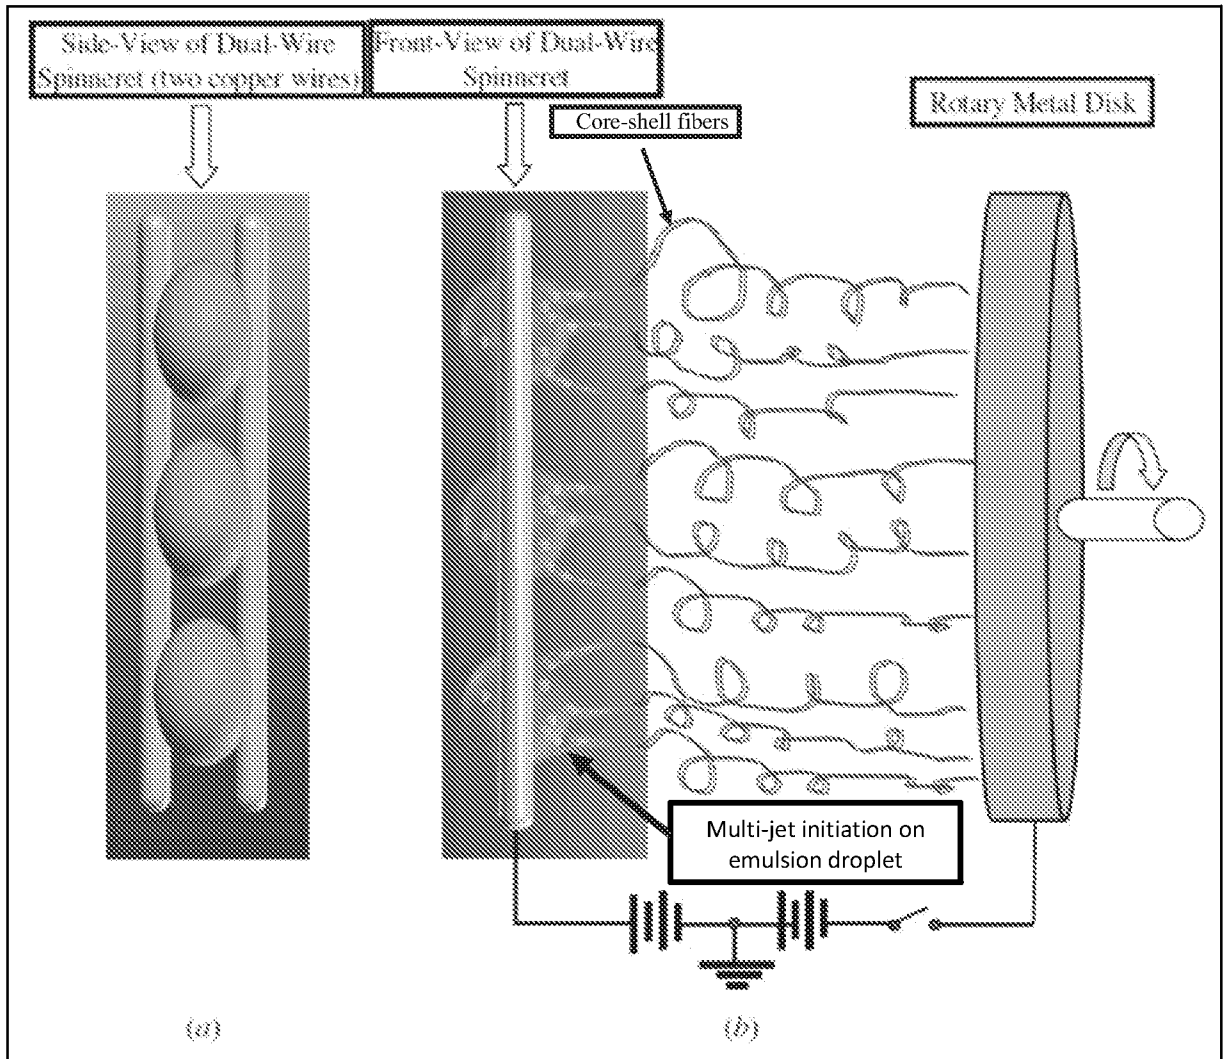 Side-View of Dual-Wire
Spinneret (two copper wires)
Front-View of Dual-Wire
Spinneret
Core-shell fibers
Rotary Metal Disk
Multi-jet initiation on
emulsion droplet
(a)
(b)